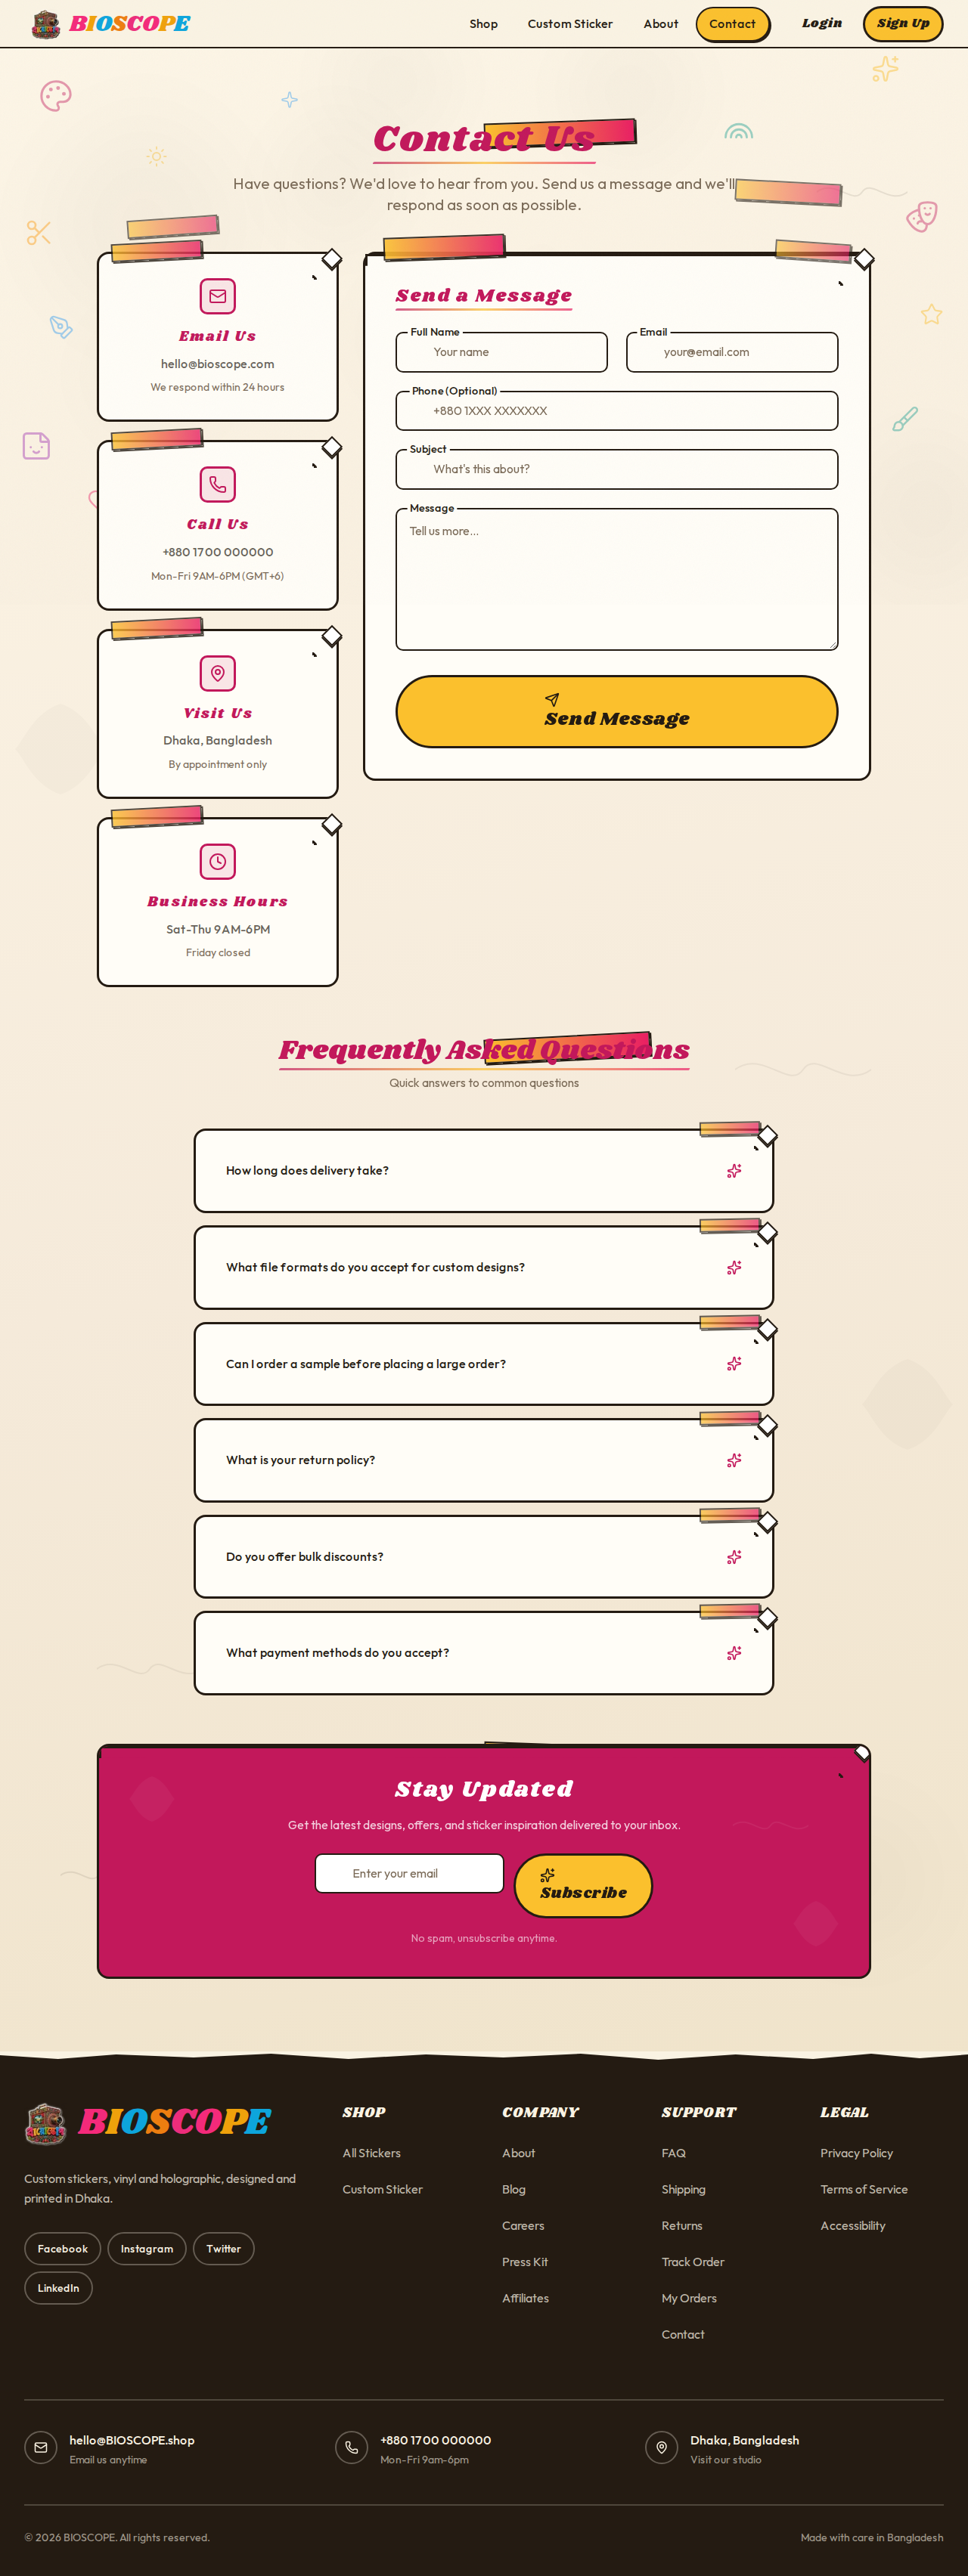 BIOSCOPE
Shop
Custom Sticker
About
Contact
Login
Sign Up
Contact Us
Have questions? We'd love to hear from you. Send us a message and we'll
respond as soon as possible.
Email Us
hello@bioscope.com
We respond within 24 hours
Call Us
+880 1700 000000
Mon-Fri 9AM-6PM (GMT+6)
Visit Us
Dhaka, Bangladesh
By appointment only
Business Hours
Sat-Thu 9AM-6PM
Friday closed
Send a Message
Full Name
Your name
Email
your@email.com
Phone (Optional)
+880 1XXX XXXXXXX
Subject
What's this about?
Message
Tell us more...
Send Message
Frequently Asked Questions
Quick answers to common questions
How long does delivery take?
What file formats do you accept for custom designs?
Can I order a sample before placing a large order?
What is your return policy?
Do you offer bulk discounts?
What payment methods do you accept?
Stay Updated
Get the latest designs, offers, and sticker inspiration delivered to your inbox.
Enter your email
Subscribe
No spam, unsubscribe anytime.
BIOSCOPE
Custom stickers, vinyl and holographic, designed and
printed in Dhaka.
Facebook
Instagram
Twitter
LinkedIn
SHOP
All Stickers
Custom Sticker
COMPANY
About
Blog
Careers
Press Kit
Affiliates
SUPPORT
FAQ
Shipping
Returns
Track Order
My Orders
Contact
LEGAL
Privacy Policy
Terms of Service
Accessibility
hello@BIOSCOPE.shop
Email us anytime
+880 1700 000000
Mon-Fri 9am-6pm
Dhaka, Bangladesh
Visit our studio
© 2026 BIOSCOPE. All rights reserved.
Made with care in Bangladesh